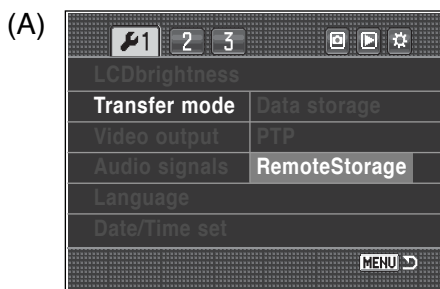 (A)
1 2 3
LCDbrightness
Transfer mode Data storage
Video output PTP
Audio signals RemoteStorage
Language
Date/Time set
MENU